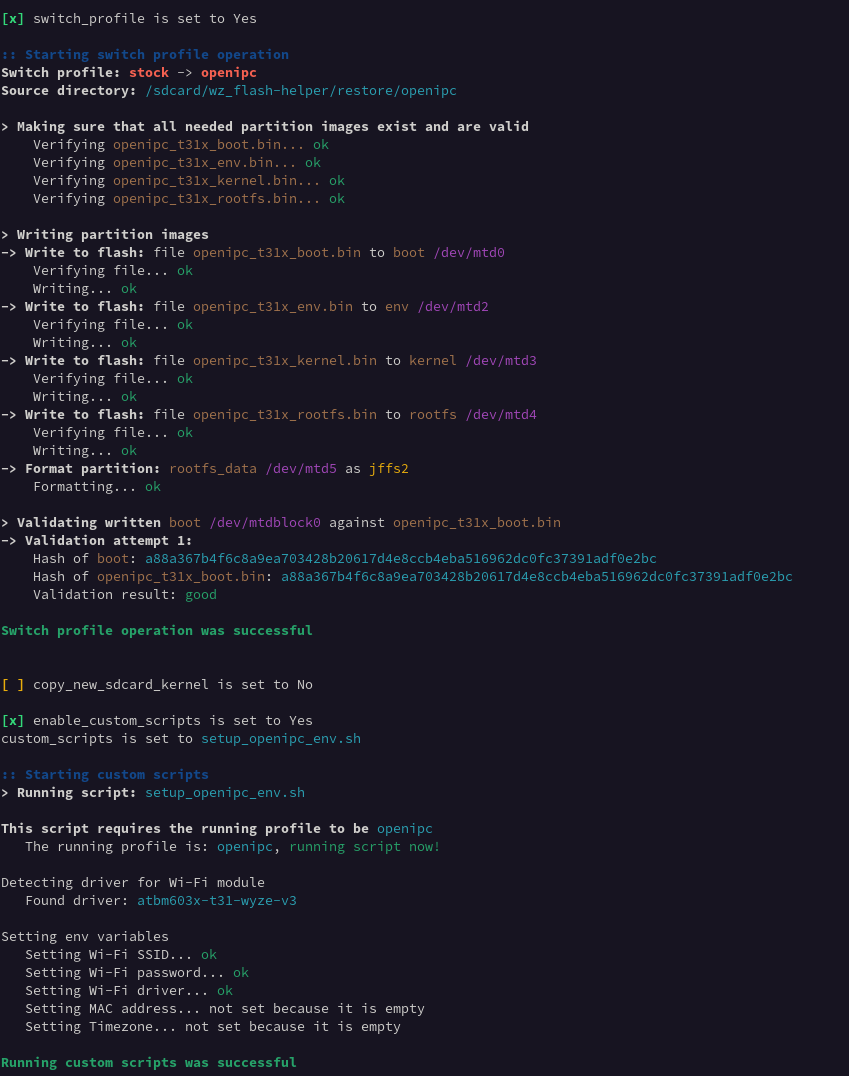 [x] switch_profile is set to Yes
:: Starting switch profile operation
Switch profile: stock -> openipc
Source directory: /sdcard/wz_flash-helper/restore/openipc
> Making sure that all needed partition images exist and are valid
Verifying openipc_t31x_boot.bin... ok
Verifying openipc_t31x_env.bin... ok
Verifying openipc_t31x_kernel.bin... ok
Verifying openipc_t31x_rootfs.bin... ok
> Writing partition images
-> Write to flash: file openipc_t31x_boot.bin to boot /dev/mtd0
Verifying file... ok
Writing... ok
-> Write to flash: file openipc_t31x_env.bin to env /dev/mtd2
Verifying file... ok
Writing... ok
-> Write to flash: file openipc_t31x_kernel.bin to kernel /dev/mtd3
Verifying file... ok
Writing... ok
-> Write to flash: file openipc_t31x_rootfs.bin to rootfs /dev/mtd4
Verifying file... ok
Writing... ok
-> Format partition: rootfs_data /dev/mtd5 as jffs2
Formatting... ok
> Validating written boot /dev/mtdblock0 against openipc_t31x_boot.bin
-> Validation attempt 1:
Hash of boot: a88a367b4f6c8a9ea703428b20617d4e8ccb4eba516962dc0fc37391adf0e2bc
Hash of openipc_t31x_boot.bin: a88a367b4f6c8a9ea703428b20617d4e8ccb4eba516962dc0fc37391adf0e2bc
Validation result: good
Switch profile operation was successful
[ ] copy_new_sdcard_kernel is set to No
[x] enable_custom_scripts is set to Yes
custom_scripts is set to setup_openipc_env.sh
:: Starting custom scripts
> Running script: setup_openipc_env.sh
This script requires the running profile to be openipc
The running profile is: openipc, running script now!
Detecting driver for Wi-Fi module
Found driver: atbm603x-t31-wyze-v3
Setting env variables
Setting Wi-Fi SSID... ok
Setting Wi-Fi password... ok
Setting Wi-Fi driver... ok
Setting MAC address... not set because it is empty
Setting Timezone... not set because it is empty
Running custom scripts was successful